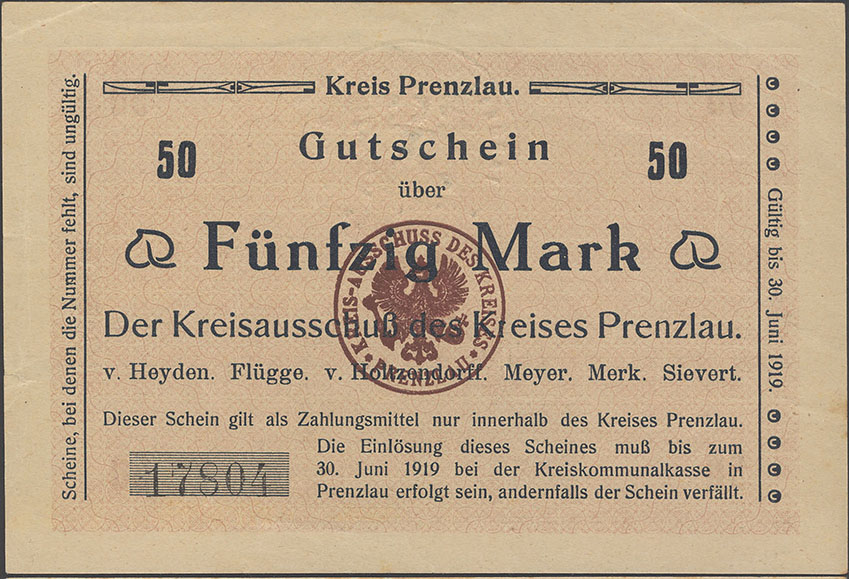 Kreis Prenzlau.
50 Gutschein 50
über
Fünfzig Mark
Der Kreisausschuß des Kreises Prenzlau.
v. Heyden. Flügge. v. Holtzendorff. Meyer. Merk. Sievert.
Dieser Schein gilt als Zahlungsmittel nur innerhalb des Kreises Prenzlau.
Die Einlösung dieses Scheines muß bis zum
30. Juni 1919 bei der Kreiskommunalkasse in
Prenzlau erfolgt sein, andernfalls der Schein verfällt.
17804
Scheine, bei denen die Nummer fehlt, sind ungültig.
Gültig bis 30. Juni 1919.
KREIS-AUSSCHUSS DES KREISES
PRENZLAU